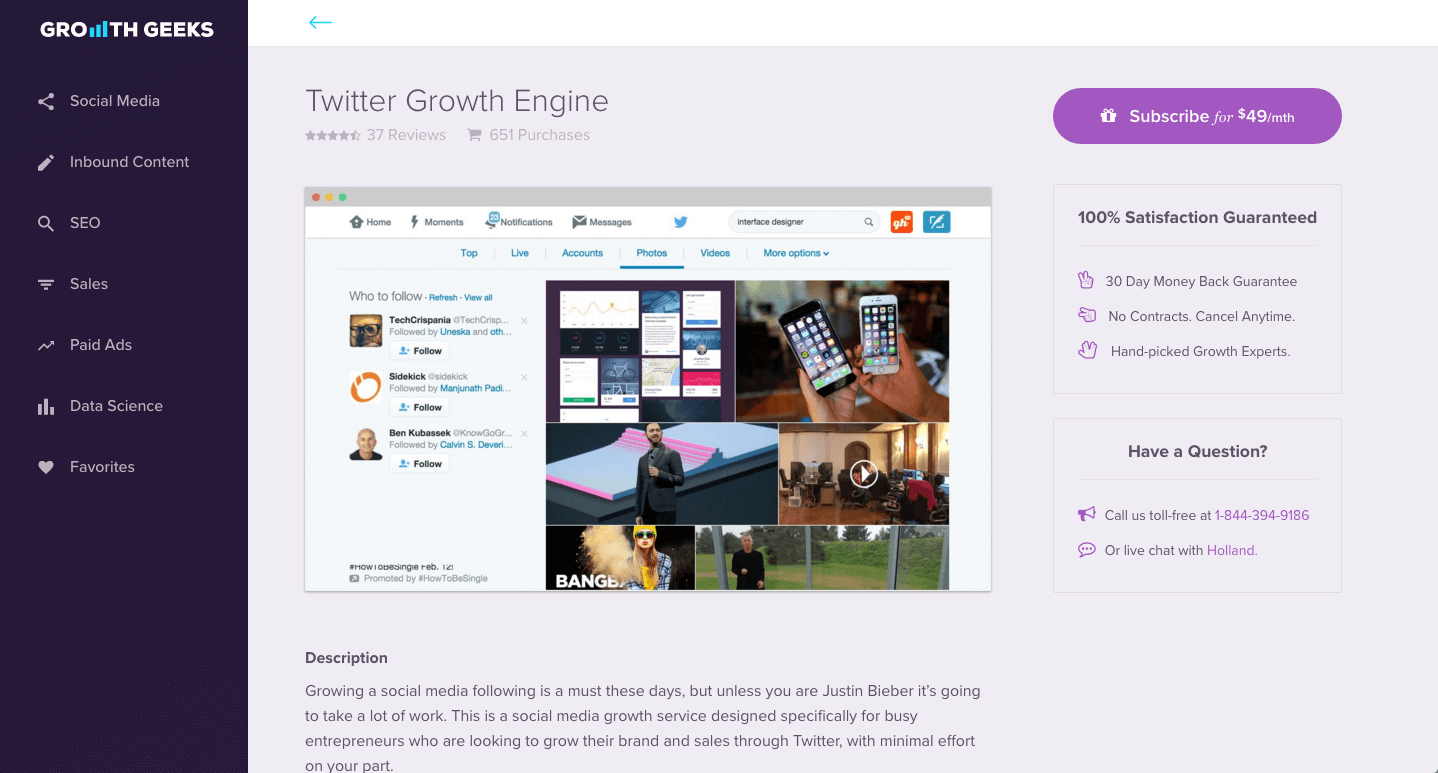 GROWTH GEEKS
Social Media
Inbound Content
SEO
Sales
Paid Ads
Data Science
Favorites
Twitter Growth Engine
37 Reviews 651 Purchases
Subscribe for $49/mth
Home Moments 23 Notifications Messages interface designer gh
Top Live Accounts Photos Videos More options
Who to follow · Refresh · View all
TechCrispania @TechCrisp...
Followed by Uneska and oth...
Follow
Sidekick @sidekick
Followed by Manjunath Padi...
Follow
Ben Kubassek @KnowGoGr...
Followed by Calvin S. Deveri...
Follow
#HowToBeSingle Feb. 12!
Promoted by #HowToBeSingle
BANGBA
100% Satisfaction Guaranteed
30 Day Money Back Guarantee
No Contracts. Cancel Anytime.
Hand-picked Growth Experts.
Have a Question?
Call us toll-free at 1-844-394-9186
Or live chat with Holland.
Description
Growing a social media following is a must these days, but unless you are Justin Bieber it’s going
to take a lot of work. This is a social media growth service designed specifically for busy
entrepreneurs who are looking to grow their brand and sales through Twitter, with minimal effort
on your part.